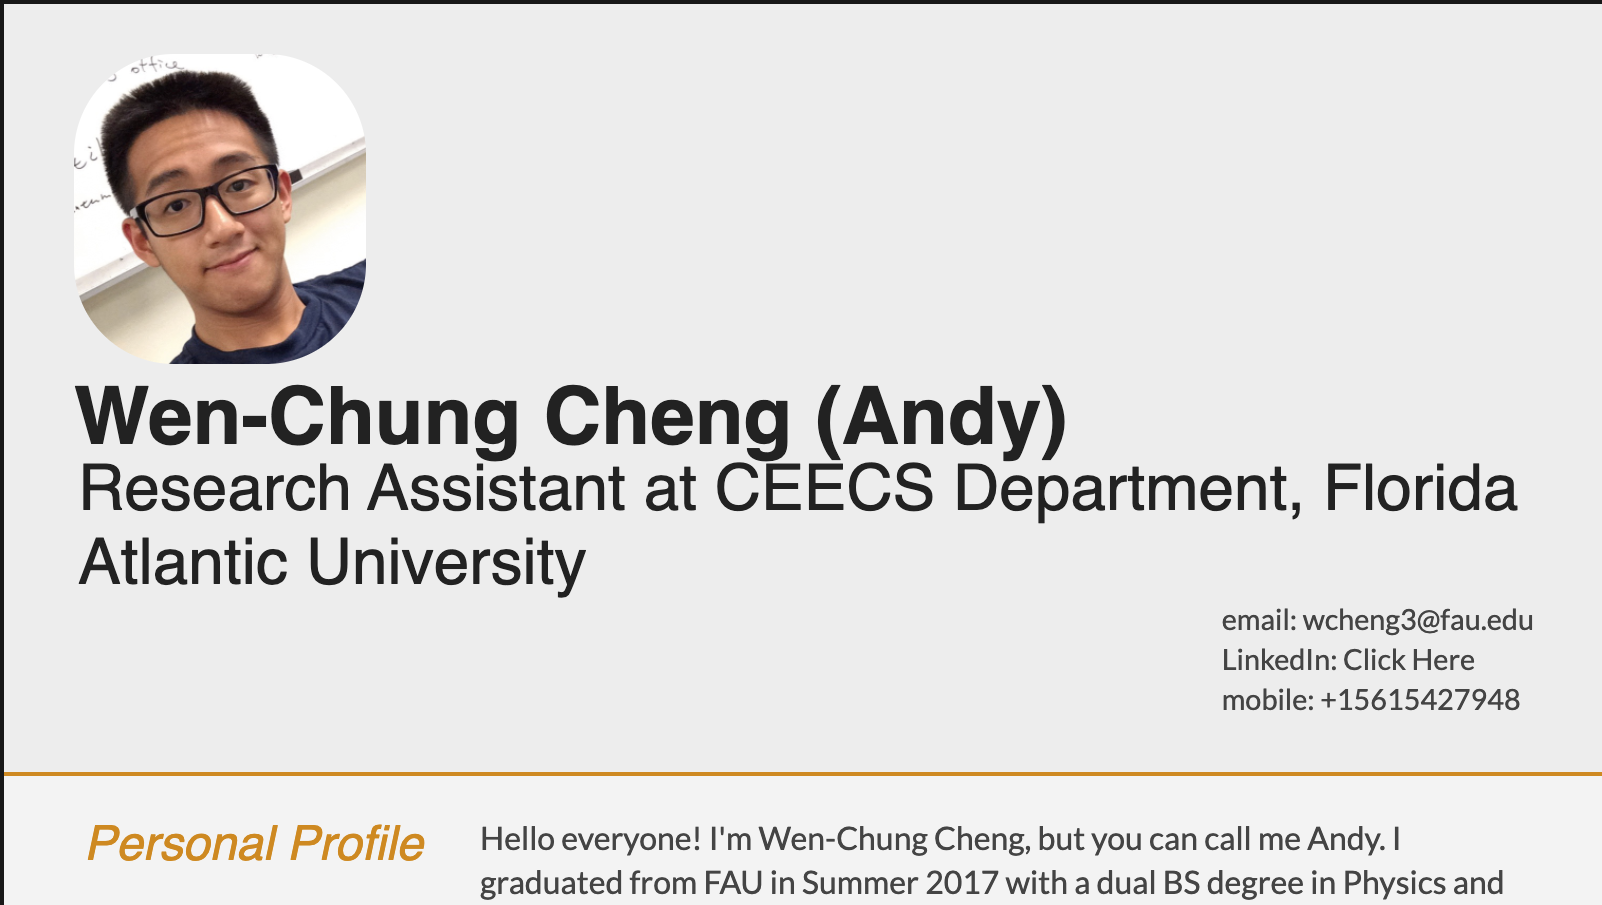 office
Wen-Chung Cheng (Andy)
Research Assistant at CEECS Department, Florida
Atlantic University
email: wcheng3@fau.edu
LinkedIn: Click Here
mobile: +15615427948
Personal Profile
Hello everyone! I'm Wen-Chung Cheng, but you can call me Andy. I
graduated from FAU in Summer 2017 with a dual BS degree in Physics and